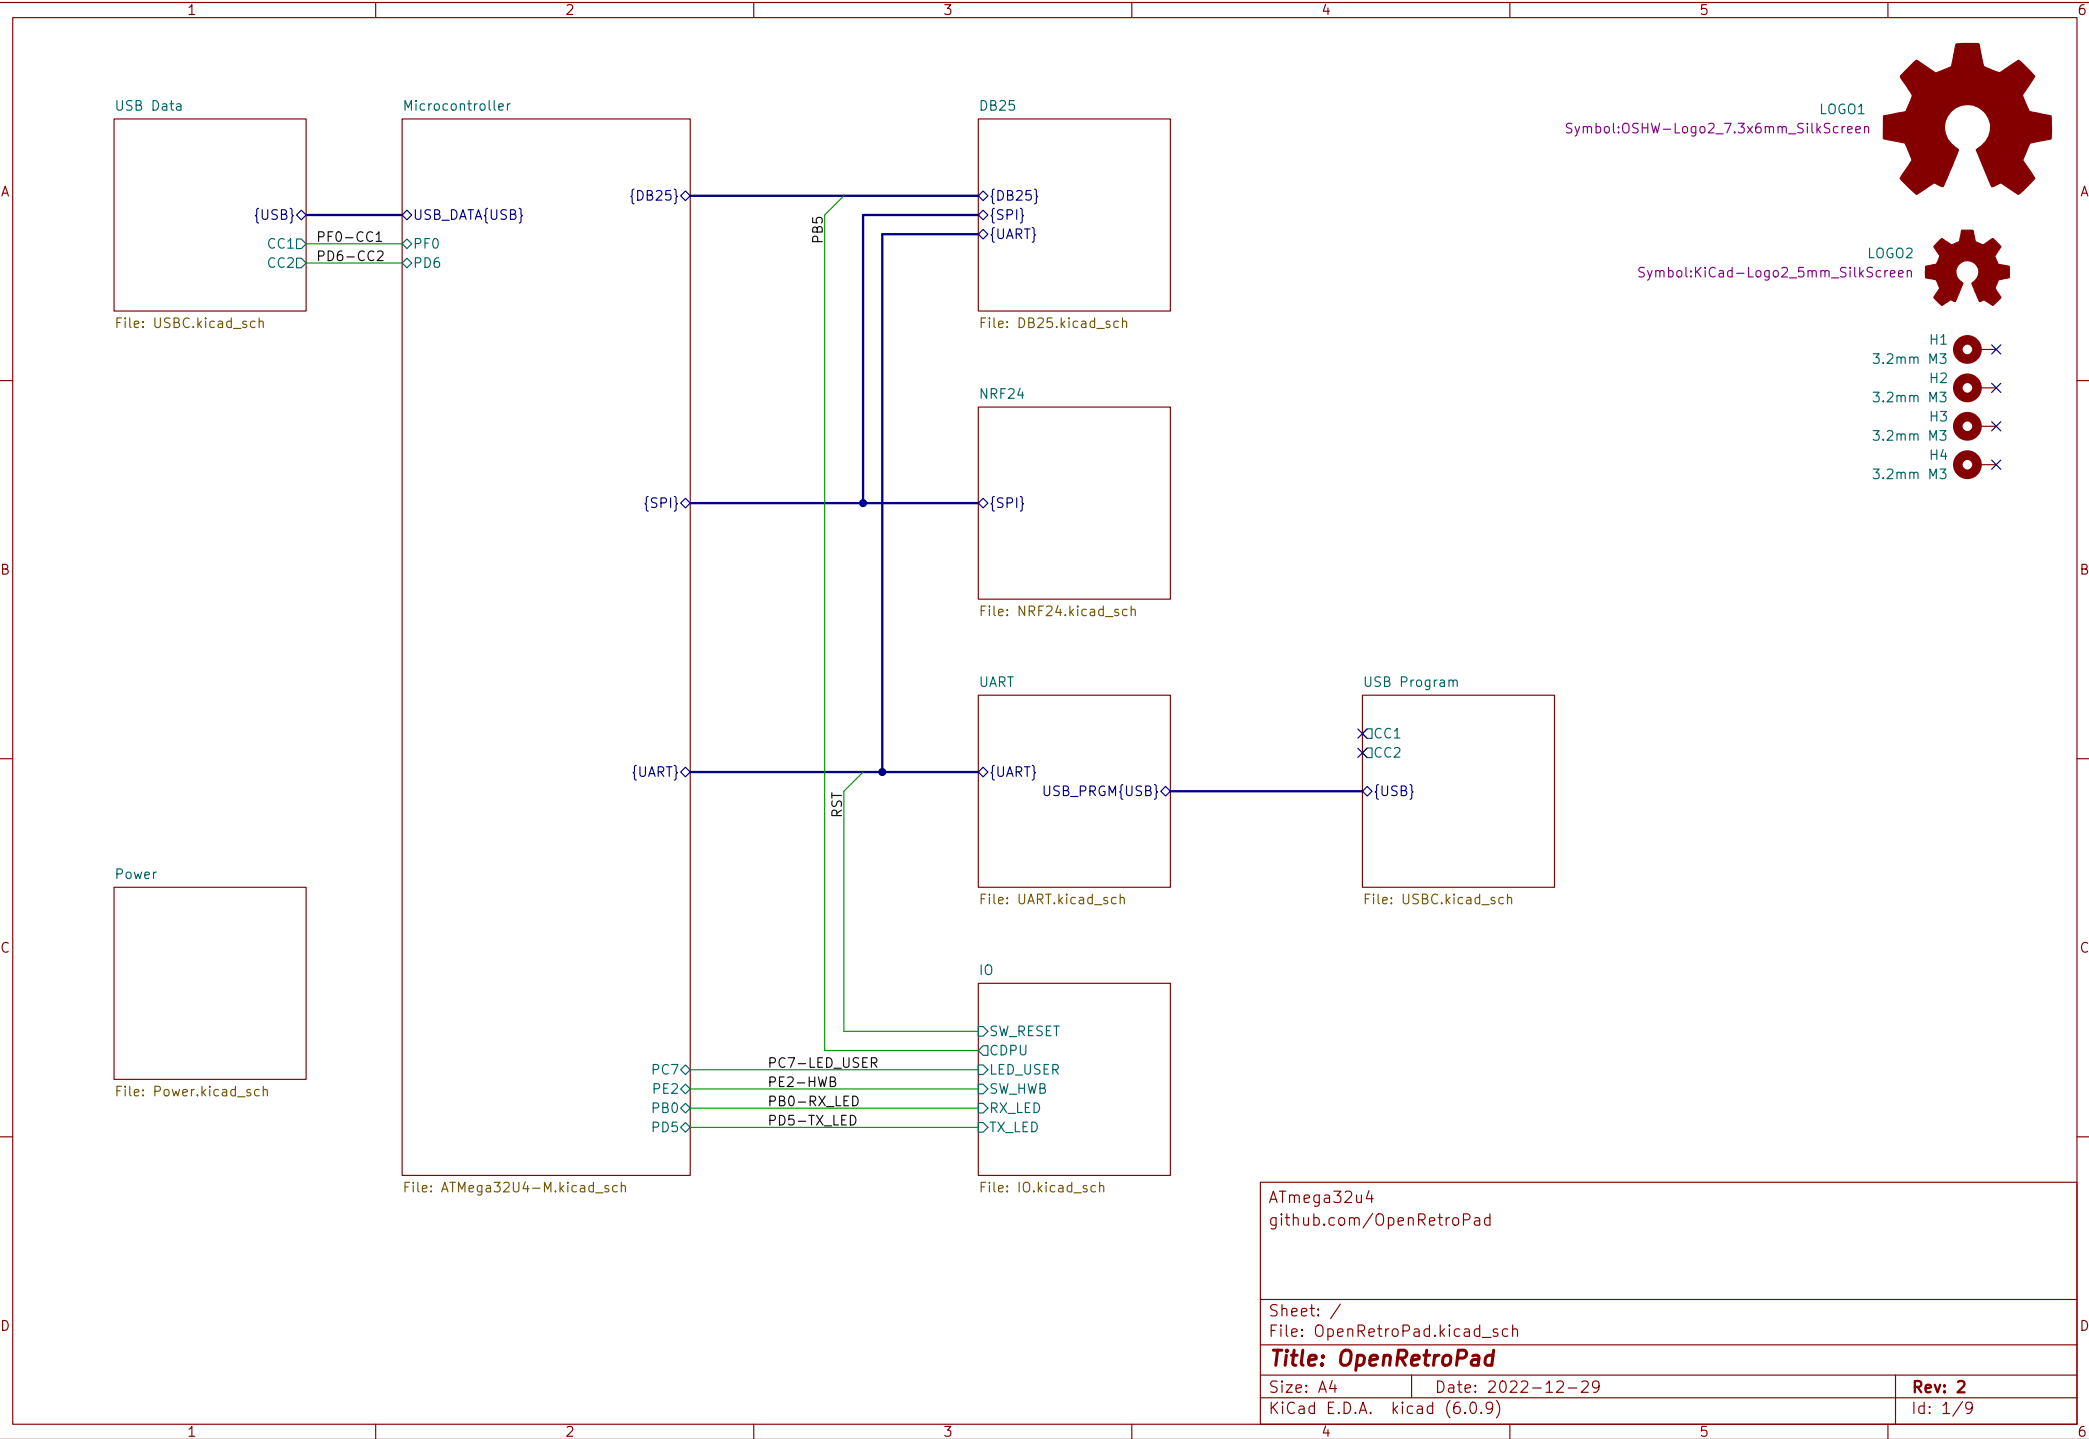 1 2 3 4 5 6
A A
B B
C C
D D
USB Data
{USB}
CC1
CC2
PF0-CC1
PD6-CC2
File: USBC.kicad_sch
Microcontroller
USB_DATA{USB}
PF0
PD6
{DB25}
{SPI}
{UART}
PC7
PE2
PB0
PD5
File: ATMega32U4-M.kicad_sch
PB5
RST
PC7-LED_USER
PE2-HWB
PB0-RX_LED
PD5-TX_LED
DB25
{DB25}
{SPI}
{UART}
File: DB25.kicad_sch
NRF24
{SPI}
File: NRF24.kicad_sch
UART
{UART}
USB_PRGM{USB}
File: UART.kicad_sch
USB Program
CC1
CC2
{USB}
File: USBC.kicad_sch
Power
File: Power.kicad_sch
IO
SW_RESET
CDPU
LED_USER
SW_HWB
RX_LED
TX_LED
File: IO.kicad_sch
LOGO1
Symbol:OSHW-Logo2_7.3x6mm_SilkScreen
LOGO2
Symbol:KiCad-Logo2_5mm_SilkScreen
H1
3.2mm M3
H2
3.2mm M3
H3
3.2mm M3
H4
3.2mm M3
ATmega32u4
github.com/OpenRetroPad
Sheet: /
File: OpenRetroPad.kicad_sch
Title: OpenRetroPad
Size: A4 Date: 2022-12-29 Rev: 2
KiCad E.D.A. kicad (6.0.9) Id: 1/9
1 2 3 4 5 6